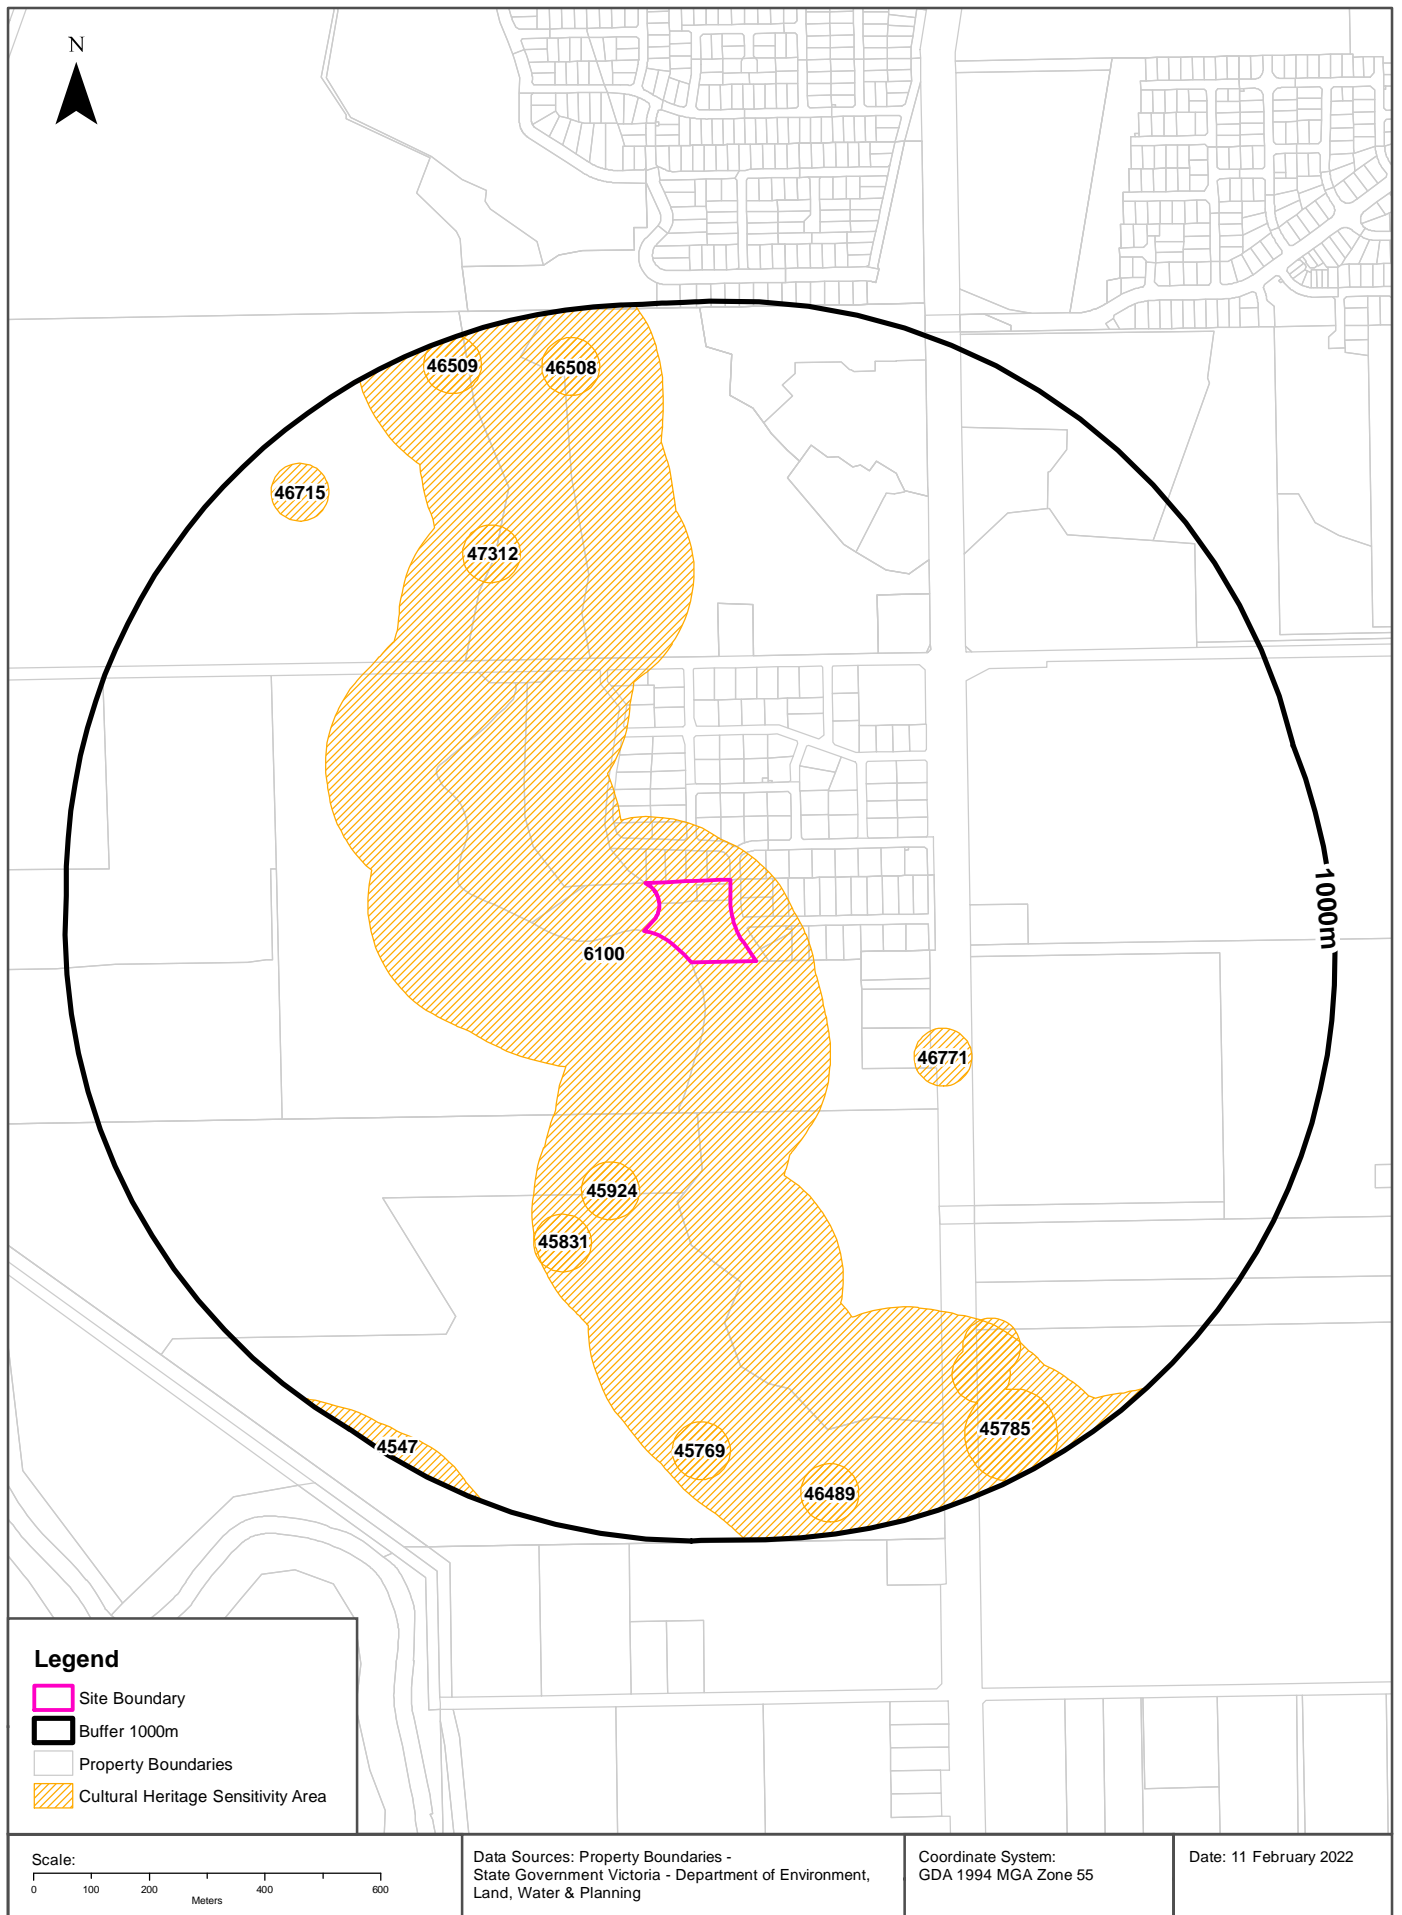 N
46509
46508
46715
47312
1000m
6100
46771
45924
45831
45785
4547
45769
46489
Legend
Site Boundary
Buffer 1000m
Property Boundaries
Cultural Heritage Sensitivity Area
Scale:
0 100 200 400 600
Meters
Data Sources: Property Boundaries -
State Government Victoria - Department of Environment,
Land, Water & Planning
Coordinate System:
GDA 1994 MGA Zone 55
Date: 11 February 2022